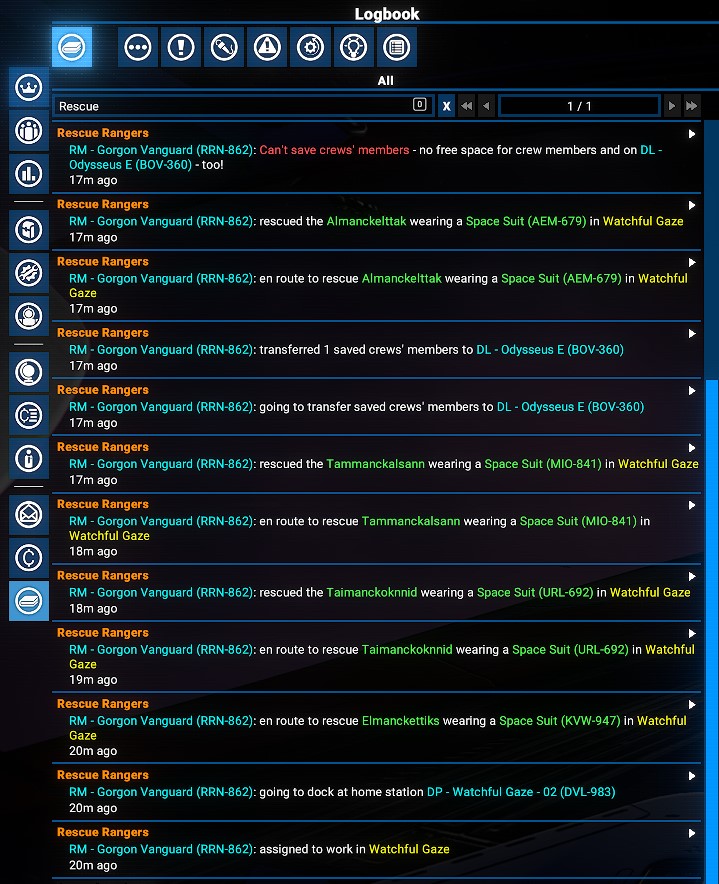 Logbook
All
Rescue
0
X
1 / 1
Rescue Rangers
RM - Gorgon Vanguard (RRN-862): Can't save crews' members - no free space for crew members and on DL -
Odysseus E (BOV-360) - too!
17m ago
Rescue Rangers
RM - Gorgon Vanguard (RRN-862): rescued the Almanckelttak wearing a Space Suit (AEM-679) in Watchful Gaze
17m ago
Rescue Rangers
RM - Gorgon Vanguard (RRN-862): en route to rescue Almanckelttak wearing a Space Suit (AEM-679) in Watchful
Gaze
17m ago
Rescue Rangers
RM - Gorgon Vanguard (RRN-862): transferred 1 saved crews' members to DL - Odysseus E (BOV-360)
17m ago
Rescue Rangers
RM - Gorgon Vanguard (RRN-862): going to transfer saved crews' members to DL - Odysseus E (BOV-360)
17m ago
Rescue Rangers
RM - Gorgon Vanguard (RRN-862): rescued the Tammanckalsann wearing a Space Suit (MIO-841) in Watchful Gaze
17m ago
Rescue Rangers
RM - Gorgon Vanguard (RRN-862): en route to rescue Tammanckalsann wearing a Space Suit (MIO-841) in
Watchful Gaze
18m ago
Rescue Rangers
RM - Gorgon Vanguard (RRN-862): rescued the Taimanckoknnid wearing a Space Suit (URL-692) in Watchful Gaze
18m ago
Rescue Rangers
RM - Gorgon Vanguard (RRN-862): en route to rescue Taimanckoknnid wearing a Space Suit (URL-692) in Watchful
Gaze
19m ago
Rescue Rangers
RM - Gorgon Vanguard (RRN-862): en route to rescue Elmanckettiks wearing a Space Suit (KVW-947) in Watchful
Gaze
20m ago
Rescue Rangers
RM - Gorgon Vanguard (RRN-862): going to dock at home station DP - Watchful Gaze - 02 (DVL-983)
20m ago
Rescue Rangers
RM - Gorgon Vanguard (RRN-862): assigned to work in Watchful Gaze
20m ago